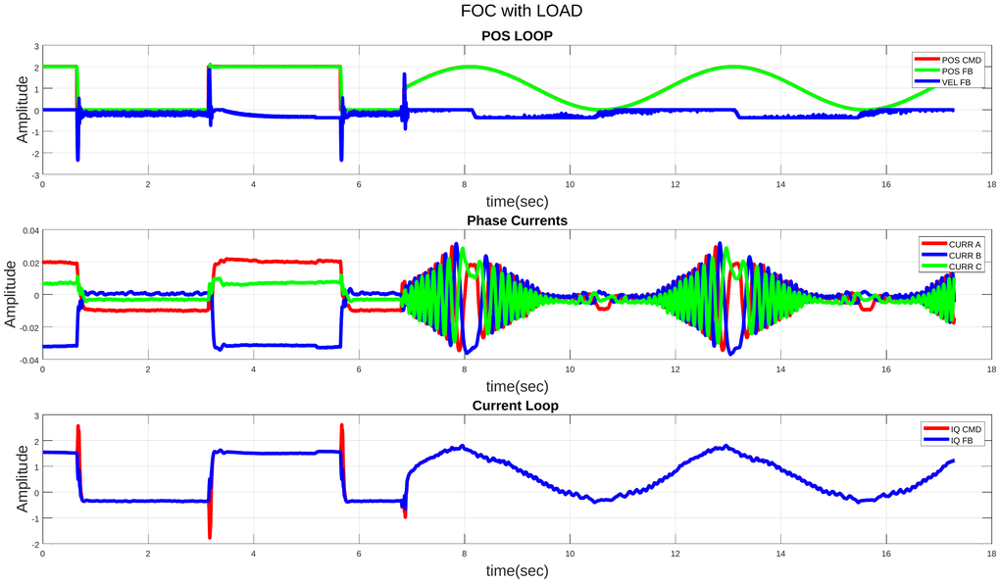 FOC with LOAD
POS LOOP
3
2
1
0
-1
-2
-3
Amplitude
POS CMD
POS FB
VEL FB
0 2 4 6 8 10 12 14 16 18
time(sec)
Phase Currents
0.04
0.02
0
-0.02
-0.04
Amplitude
CURR A
CURR B
CURR C
0 2 4 6 8 10 12 14 16 18
time(sec)
Current Loop
3
2
1
0
-1
-2
Amplitude
IQ CMD
IQ FB
0 2 4 6 8 10 12 14 16 18
time(sec)